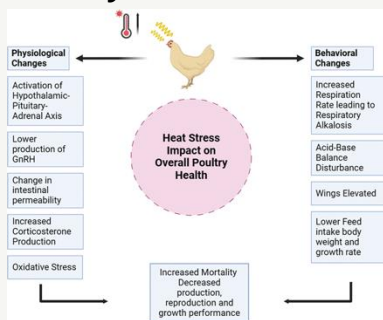 Physiological
Changes
Activation of
Hypothalamic-
Pituitary-
Adrenal Axis
Lower
production of
GnRH
Change in
intestinal
permeability
Increased
Corticosterone
Production
Oxidative Stress
Heat Stress
Impact on
Overall Poultry
Health
Behavioral
Changes
Increased
Respiration
Rate leading to
Respiratory
Alkalosis
Acid-Base
Balance
Disturbance
Wings Elevated
Lower Feed
intake body
weight and
growth rate
Increased Mortality
Decreased
production,
reproduction and
growth performance